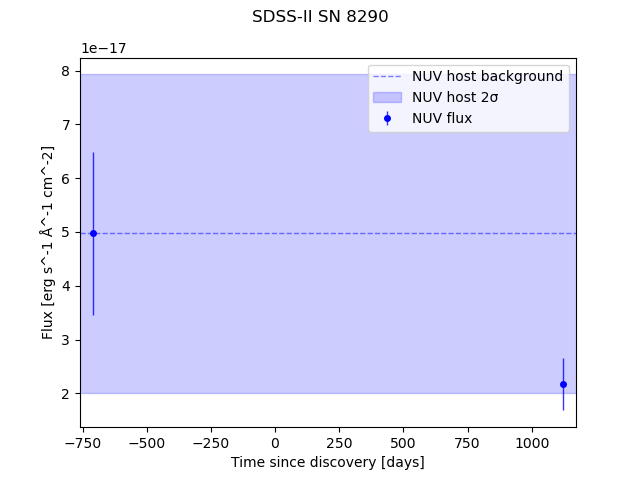 SDSS-II SN 8290
1e−17
NUV host background
NUV host 2σ
NUV flux
8
7
6
5
4
3
2
Flux [erg s^-1 Å^-1 cm^-2]
−750 −500 −250 0 250 500 750 1000
Time since discovery [days]